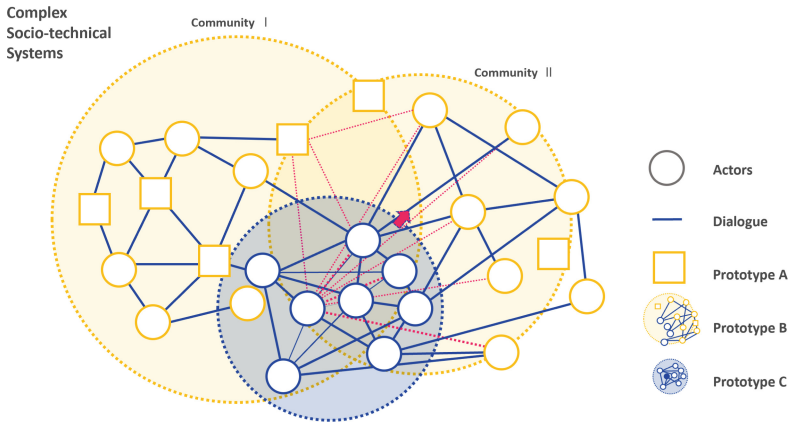 Complex
Socio-technical
Systems
Community I
Community II
Actors
Dialogue
Prototype A
Prototype B
Prototype C